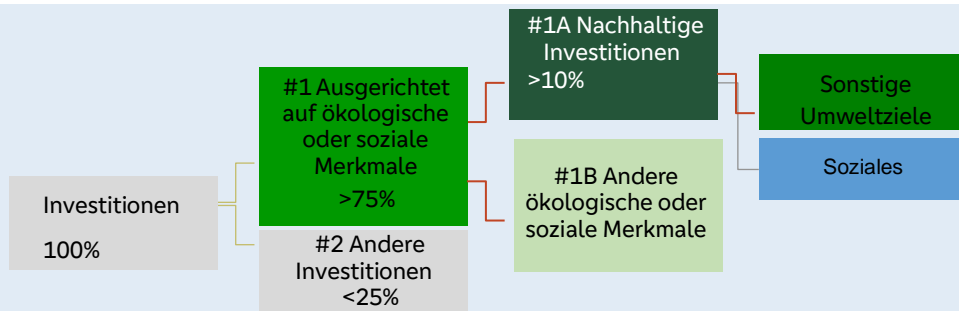 Investitionen
100%
#1 Ausgerichtet
auf ökologische
oder soziale
Merkmale
>75%
#2 Andere
Investitionen
<25%
#1A Nachhaltige
Investitionen
>10%
#1B Andere
ökologische oder
soziale Merkmale
Sonstige
Umweltziele
Soziales